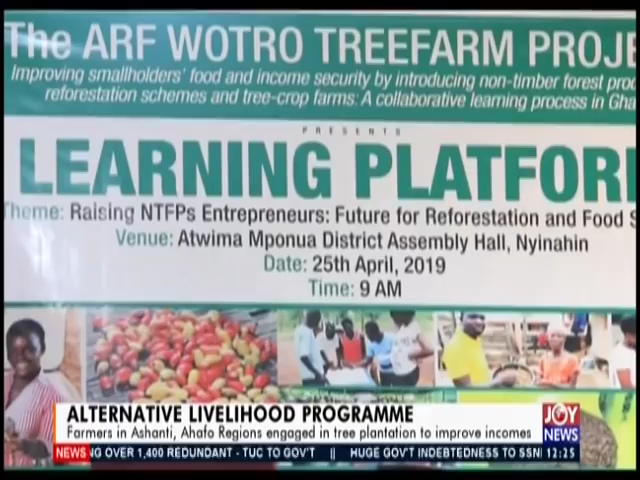 The ARF WOTRO TREEFARM PROJE
Improving smallholders' food and income security by introducing non-timber forest pro
reforestation schemes and tree-crop farms: A collaborative learning process in Gha
PRESENTS
LEARNING PLATFOR
Theme: Raising NTFPs Entrepreneurs: Future for Reforestation and Food S
Venue: Atwima Mponua District Assembly Hall, Nyinahin
Date: 25th April, 2019
Time: 9 AM
ALTERNATIVE LIVELIHOOD PROGRAMME
Farmers in Ashanti, Ahafo Regions engaged in tree plantation to improve incomes
JOY
NEWS
NEWS NG OVER 1,400 REDUNDANT - TUC TO GOV'T || HUGE GOV'T INDEBTEDNESS TO SSNI 12:25